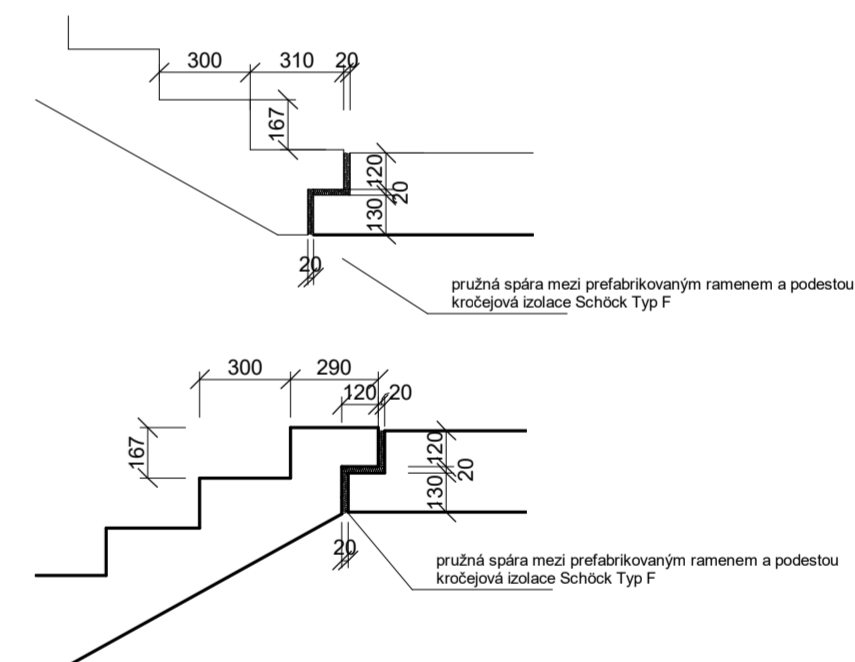 300 310 20
167
120
20
130
20
pružná spára mezi prefabrikovaným ramenem a podestou
kročejová izolace Schöck Typ F
300 290
120 20
167
120
20
130
20
pružná spára mezi prefabrikovaným ramenem a podestou
kročejová izolace Schöck Typ F